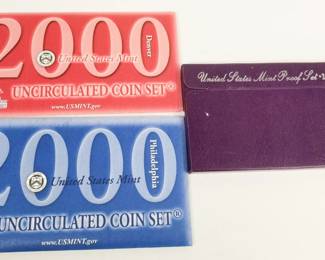 2000
Denver
United States Mint
UNCIRCULATED COIN SET®
www.USMINT.gov
2000
Philadelphia
United States Mint
UNCIRCULATED COIN SET®
www.USMINT.gov
United States Mint Proof Set